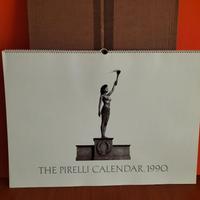 THE PIRELLI CALENDAR 1990